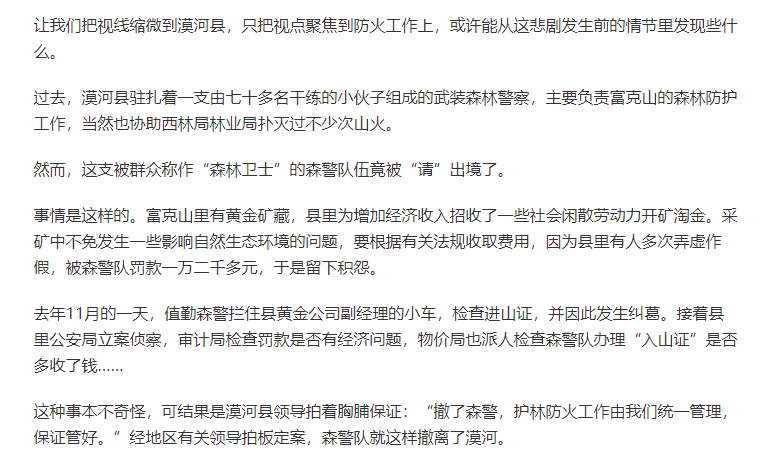 让我们把视线缩微到漠河县，只把视点聚焦到防火工作上，或许能从这悲剧发生前的情节里发现些什
么。
过去，漠河县驻扎着一支由七十多名干练的小伙子组成的武装森林警察，主要负责富克山的森林防护
工作，当然也协助西林局林业局扑灭过不少次山火。
然而，这支被群众称作“森林卫士”的森警队伍竟被“请”出境了。
事情是这样的。富克山里有黄金矿藏，县里为增加经济收入招收了一些社会闲散劳动力开矿淘金。采
矿中不免发生一些影响自然生态环境的问题，要根据有关法规收取费用，因为县里有人多次弄虚作
假，被森警队罚款一万二千多元，于是留下积怨。
去年11月的一天，值勤森警拦住县黄金公司副经理的小车，检查进山证，并因此发生纠葛。接着县
里公安局立案侦察，审计局检查罚款是否有经济问题，物价局也派人检查森警队办理“入山证”是否
多收了钱......
这种事本不奇怪，可结果是漠河县领导拍着胸脯保证：“撤了森警，护林防火工作由我们统一管理，
保证管好。”经地区有关领导拍板定案，森警队就这样撤离了漠河。